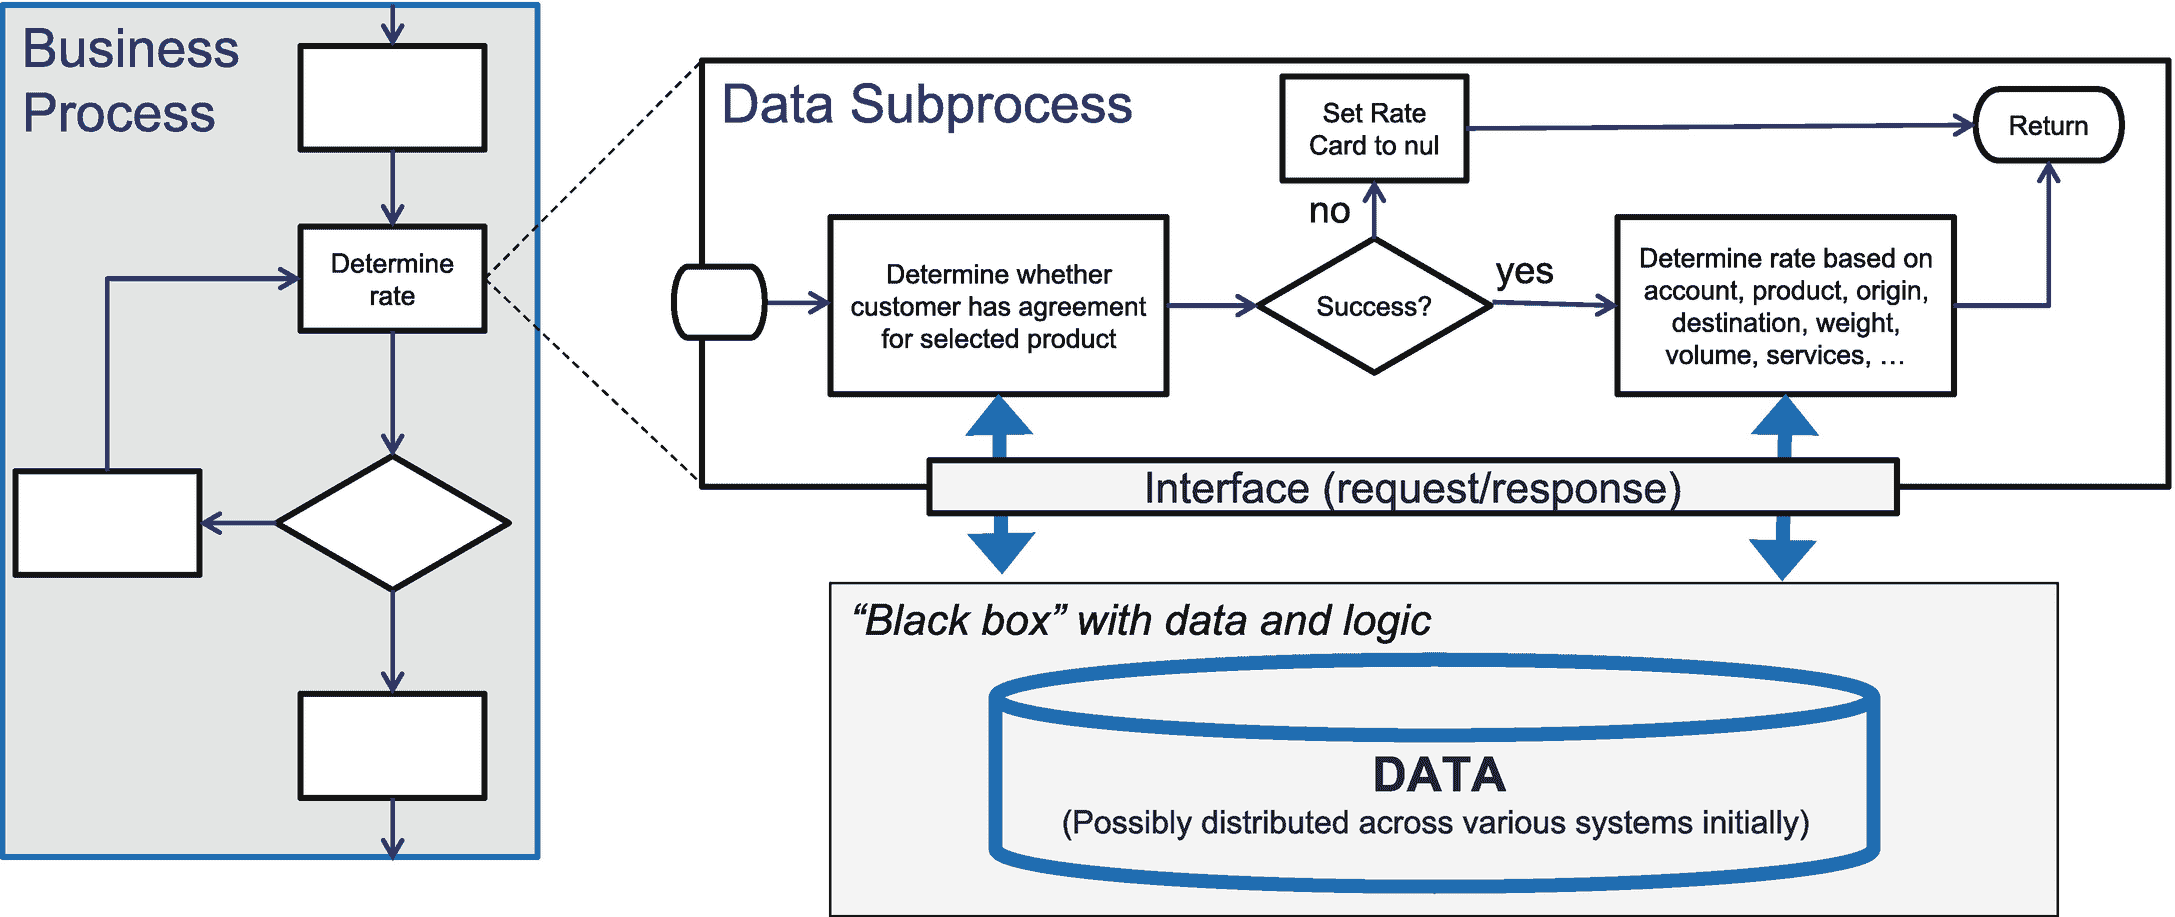 Business
Process
Determine
rate
Data Subprocess
Set Rate
Card to nul
Return
no
Determine whether
customer has agreement
for selected product
Success?
yes
Determine rate based on
account, product, origin,
destination, weight,
volume, services, …
Interface (request/response)
“Black box” with data and logic
DATA
(Possibly distributed across various systems initially)